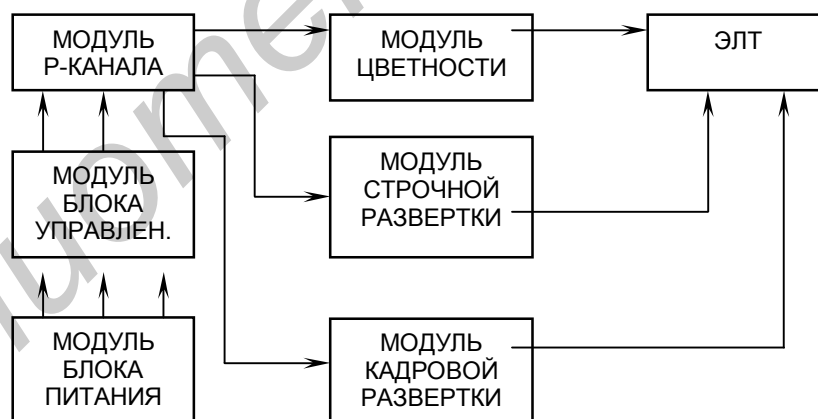 МОДУЛЬ
Р-КАНАЛА
МОДУЛЬ
ЦВЕТНОСТИ
ЭЛТ
МОДУЛЬ
БЛОКА
УПРАВЛЕН.
МОДУЛЬ
СТРОЧНОЙ
РАЗВЕРТКИ
МОДУЛЬ
БЛОКА
ПИТАНИЯ
МОДУЛЬ
КАДРОВОЙ
РАЗВЕРТКИ